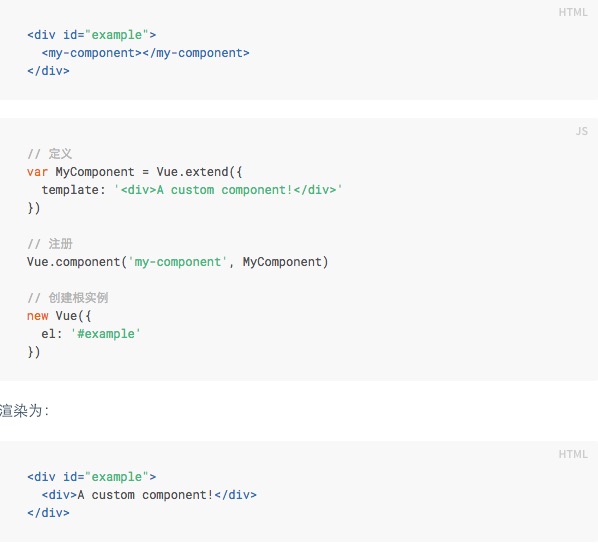 HTML
<div id="example">
  <my-component></my-component>
</div>
JS
// 定义
var MyComponent = Vue.extend({
  template: '<div>A custom component!</div>'
})
// 注册
Vue.component('my-component', MyComponent)
// 创建根实例
new Vue({
  el: '#example'
})
渲染为：
HTML
<div id="example">
  <div>A custom component!</div>
</div>